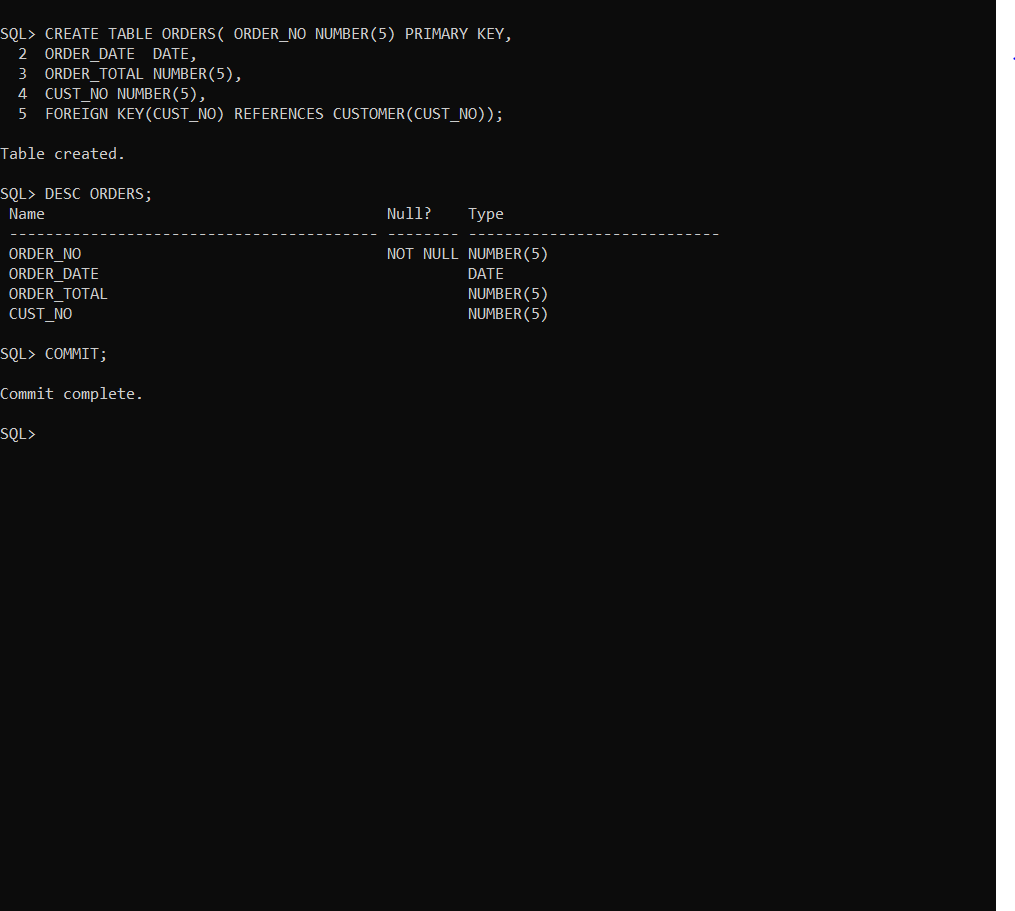 SQL> CREATE TABLE ORDERS( ORDER_NO NUMBER(5) PRIMARY KEY,
  2  ORDER_DATE  DATE,
  3  ORDER_TOTAL NUMBER(5),
  4  CUST_NO NUMBER(5),
  5  FOREIGN KEY(CUST_NO) REFERENCES CUSTOMER(CUST_NO));
Table created.
SQL> DESC ORDERS;
 Name                                      Null?    Type
 ----------------------------------------- -------- ----------------------------
 ORDER_NO                                  NOT NULL NUMBER(5)
 ORDER_DATE                                         DATE
 ORDER_TOTAL                                        NUMBER(5)
 CUST_NO                                            NUMBER(5)
SQL> COMMIT;
Commit complete.
SQL>